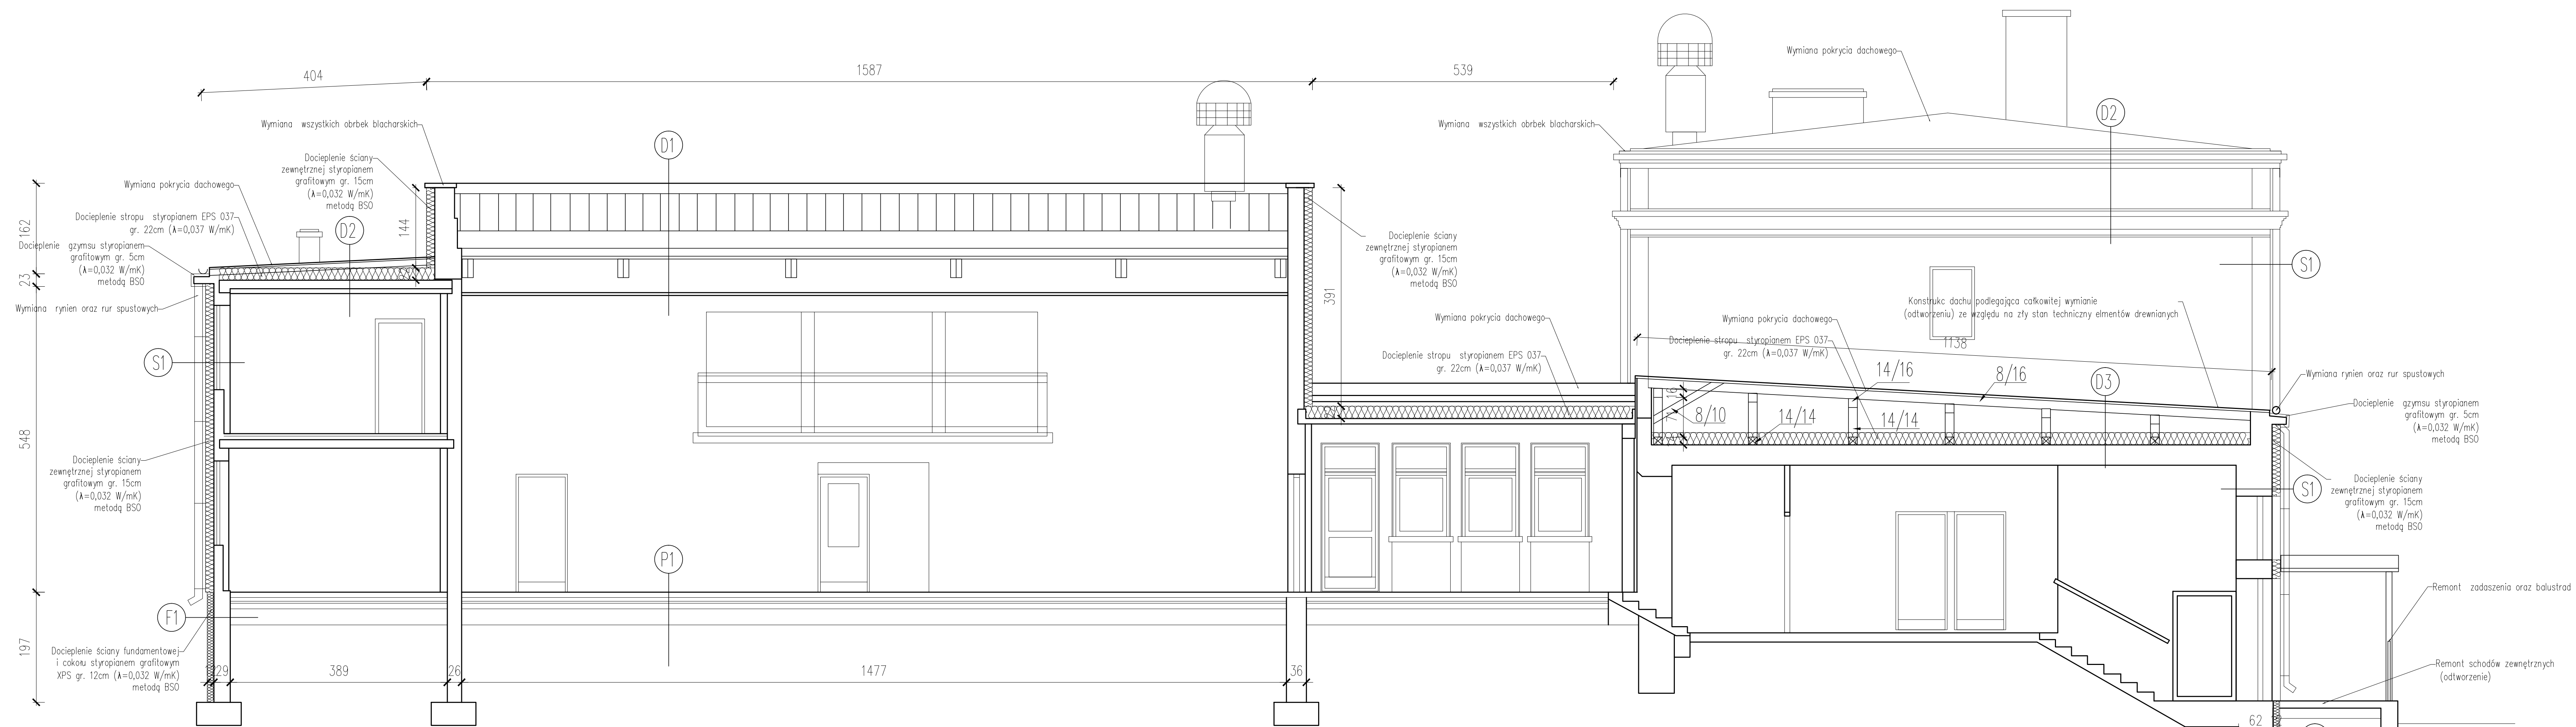 404
1587
539
Wymiana pokrycia dachowego
D2
Wymiana wszystkich obrbek blacharskich
D1
Wymiana wszystkich obrbek blacharskich
Docieplenie ściany
zewnętrznej styropianem
grafitowym gr. 15cm
(λ=0,032 W/mK)
metodą BSO
Wymiana pokrycia dachowego
Docieplenie stropu styropianem EPS 037
gr. 22cm (λ=0,037 W/mK)
D2
144
162
Docieplenie gzymsu styropianem
grafitowym gr. 5cm
(λ=0,032 W/mK)
metodą BSO
23
Wymiana rynien oraz rur spustowych
S1
548
Docieplenie ściany
zewnętrznej styropianem
grafitowym gr. 15cm
(λ=0,032 W/mK)
metodą BSO
Docieplenie ściany
zewnętrznej styropianem
grafitowym gr. 15cm
(λ=0,032 W/mK)
metodą BSO
391
Wymiana pokrycia dachowego
Docieplenie stropu styropianem EPS 037
gr. 22cm (λ=0,037 W/mK)
S1
Konstrukc dachu podlegająca całkowitej wymianie
(odtworzeniu) ze względu na zły stan techniczny elmentów drewnianych
Wymiana pokrycia dachowego
Docieplenie stropu styropianem EPS 037
gr. 22cm (λ=0,037 W/mK)
1138
14/16
8/16
D3
16
71
8/10
14/14
14/14
Wymiana rynien oraz rur spustowych
Docieplenie gzymsu styropianem
grafitowym gr. 5cm
(λ=0,032 W/mK)
metodą BSO
S1
Docieplenie ściany
zewnętrznej styropianem
grafitowym gr. 15cm
(λ=0,032 W/mK)
metodą BSO
P1
F1
197
Docieplenie ściany fundamentowej
i cokołu styropianem grafitowym
XPS gr. 12cm (λ=0,032 W/mK)
metodą BSO
29
389
26
1477
36
Remont zadaszenia oraz balustrad
Remont schodów zewnętrznych
(odtworzenie)
62